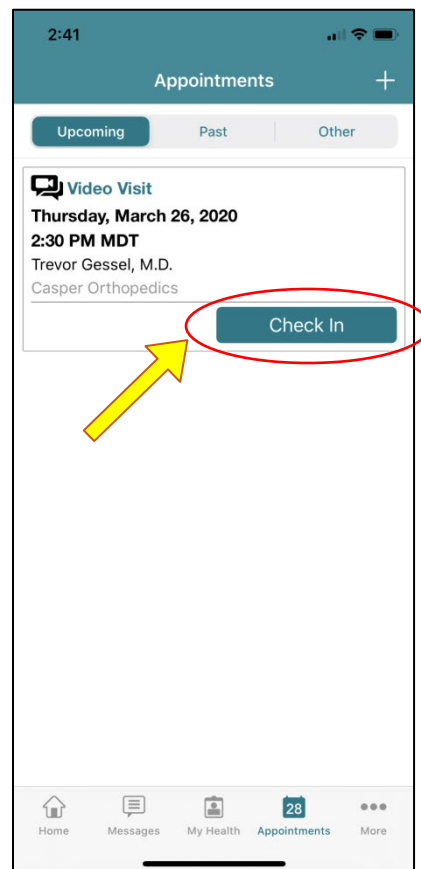 2:41
Appointments +
Upcoming Past Other
Video Visit
Thursday, March 26, 2020
2:30 PM MDT
Trevor Gessel, M.D.
Casper Orthopedics
Check In
28
Home Messages My Health Appointments More